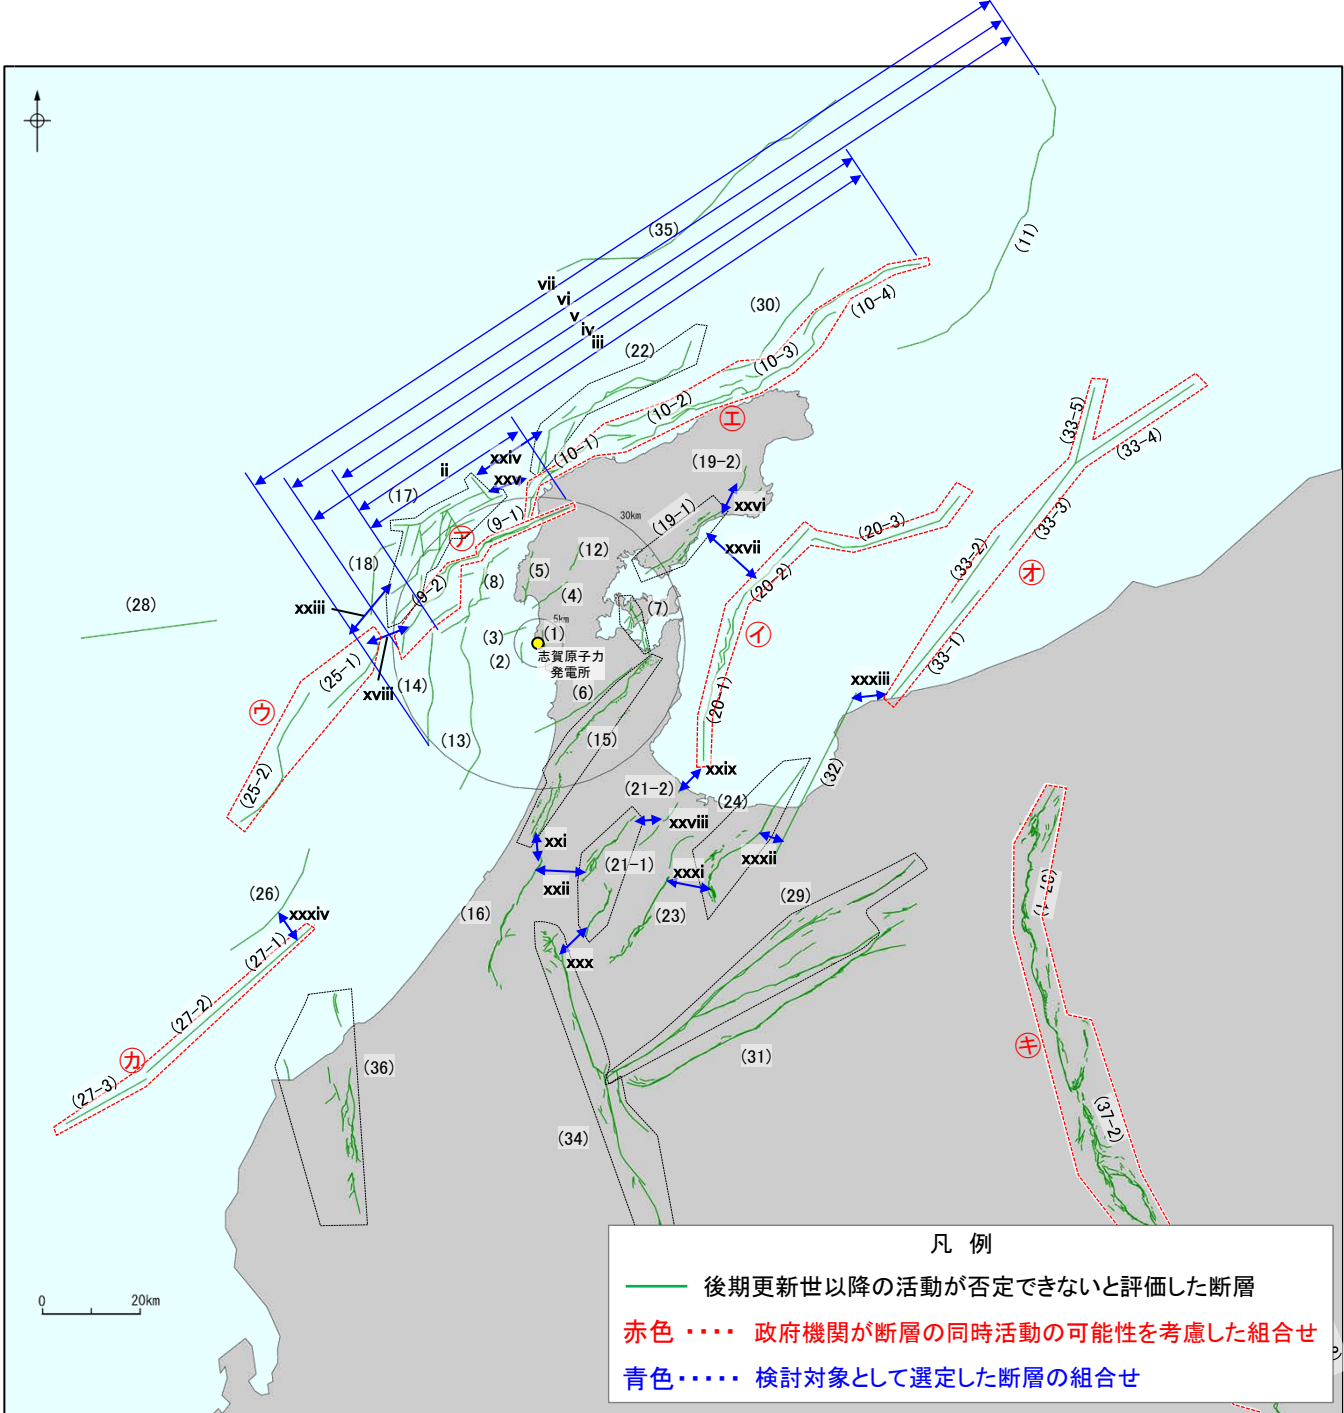 (35)
(11)
vii
vi
v
iv
iii
(30)
(10-4)
(22)
(10-3)
(10-2)
エ
(33-5)
(33-4)
ii
xxiv
xxv
(10-1)
(19-2)
(17)
ア
(9-1)
30km
(19-1)
xxvi
(20-3)
(33-3)
(18)
(12)
xxvii
(33-2)
オ
(9-2)
(8)
(5)
(4)
(20-2)
xxiii
(28)
(7)
イ
5km
(3)
(1)
(2)
志賀原子力
発電所
(33-1)
(25-1)
xviii
(14)
(6)
xxxiii
(20-1)
ウ
(13)
(15)
xxix
(32)
(25-2)
(21-2)
(24)
xxviii
xxi
xxii
(21-1)
xxxi
xxxii
(29)
(26)
xxxiv
(16)
(23)
(27-1)
xxx
(27-2)
カ
(27-3)
(36)
(31)
キ
(34)
(37-2)
0
20km
凡 例
後期更新世以降の活動が否定できないと評価した断層
赤色 ‥‥ 政府機関が断層の同時活動の可能性を考慮した組合せ
青色‥‥‥ 検討対象として選定した断層の組合せ